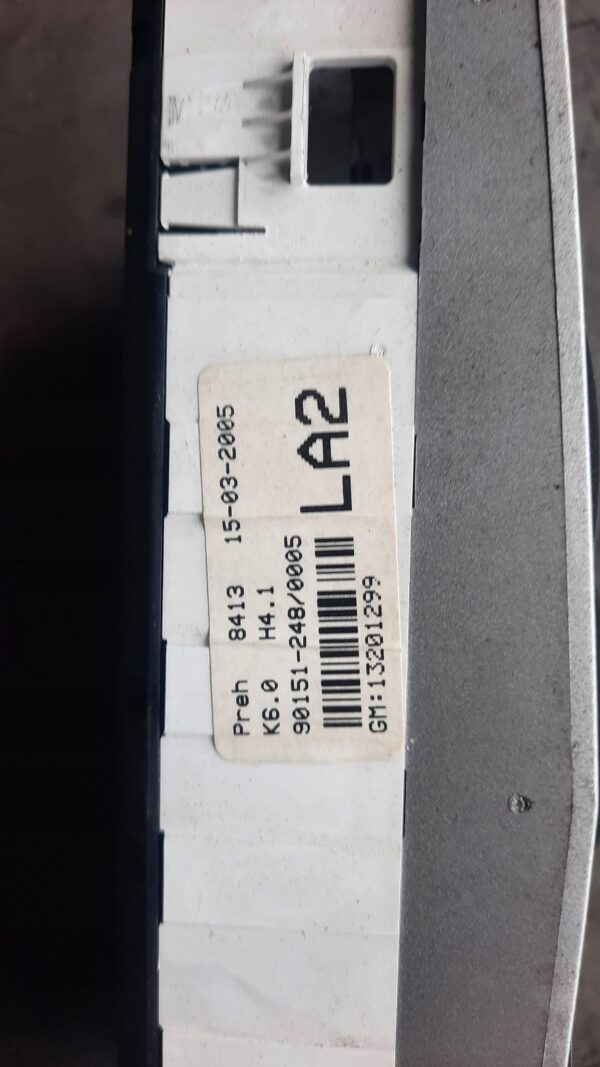 Preh 8413 15-03-2005
K6.0 H4.1
90151-248/0005
LA2
GM:13201299